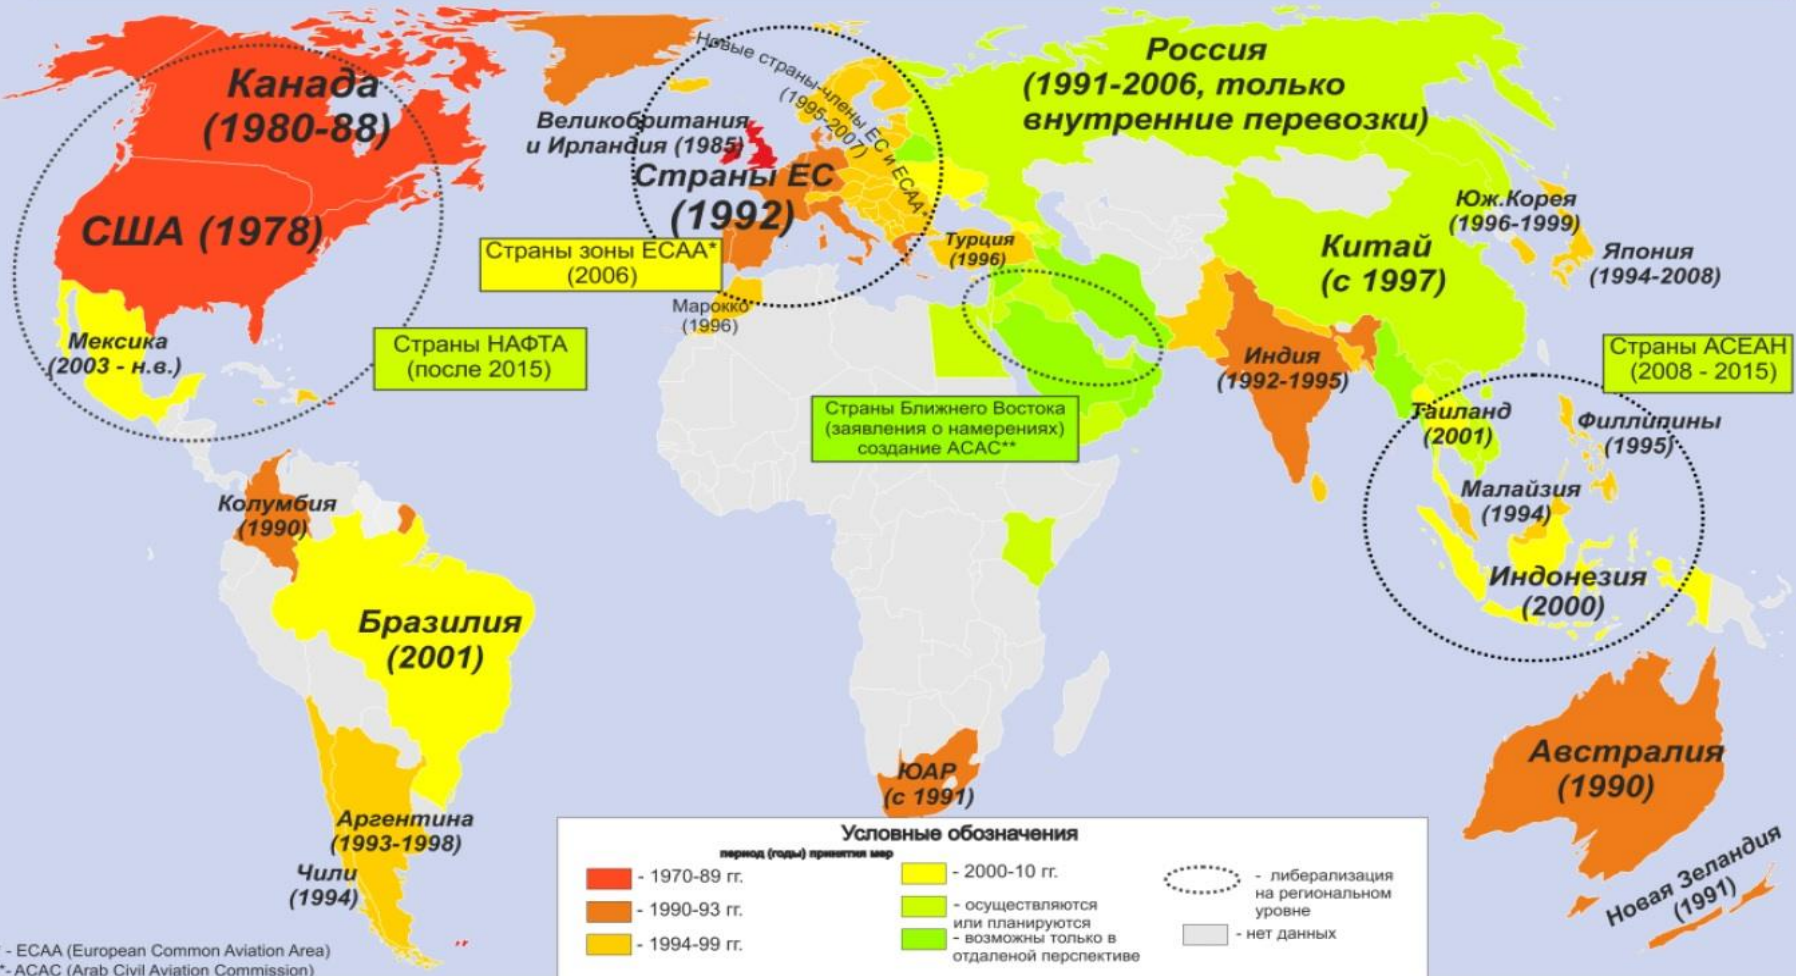 Канада
(1980-88)
США (1978)
Мексика
(2003 - н.в.)
Страны НАФТА
(после 2015)
Колумбия
(1990)
Бразилия
(2001)
Аргентина
(1993-1998)
Чили
(1994)
Новые страны-члены ЕС и ЕСАА*
(1995-2007)
Великобритания
и Ирландия (1985)
Страны ЕС
(1992)
Страны зоны ЕСАА*
(2006)
Марокко
(1996)
Турция
(1996)
Россия
(1991-2006, только
внутренние перевозки)
Юж.Корея
(1996-1999)
Китай
(с 1997)
Япония
(1994-2008)
Индия
(1992-1995)
Страны АСЕАН
(2008 - 2015)
Страны Ближнего Востока
(заявления о намерениях)
создание АСАС**
Таиланд
(2001)
Филлипины
(1995)
Малайзия
(1994)
Индонезия
(2000)
ЮАР
(с 1991)
Австралия
(1990)
Новая Зеландия
(1991)
Условные обозначения
период (годы) принятия мер
- 1970-89 гг.
- 1990-93 гг.
- 1994-99 гг.
- 2000-10 гг.
- осуществляются
или планируются
- возможны только в
отдаленой перспективе
- либерализация
на региональном
уровне
- нет данных
* - ECAA (European Common Aviation Area)
**- ACAC (Arab Civil Aviation Commission)